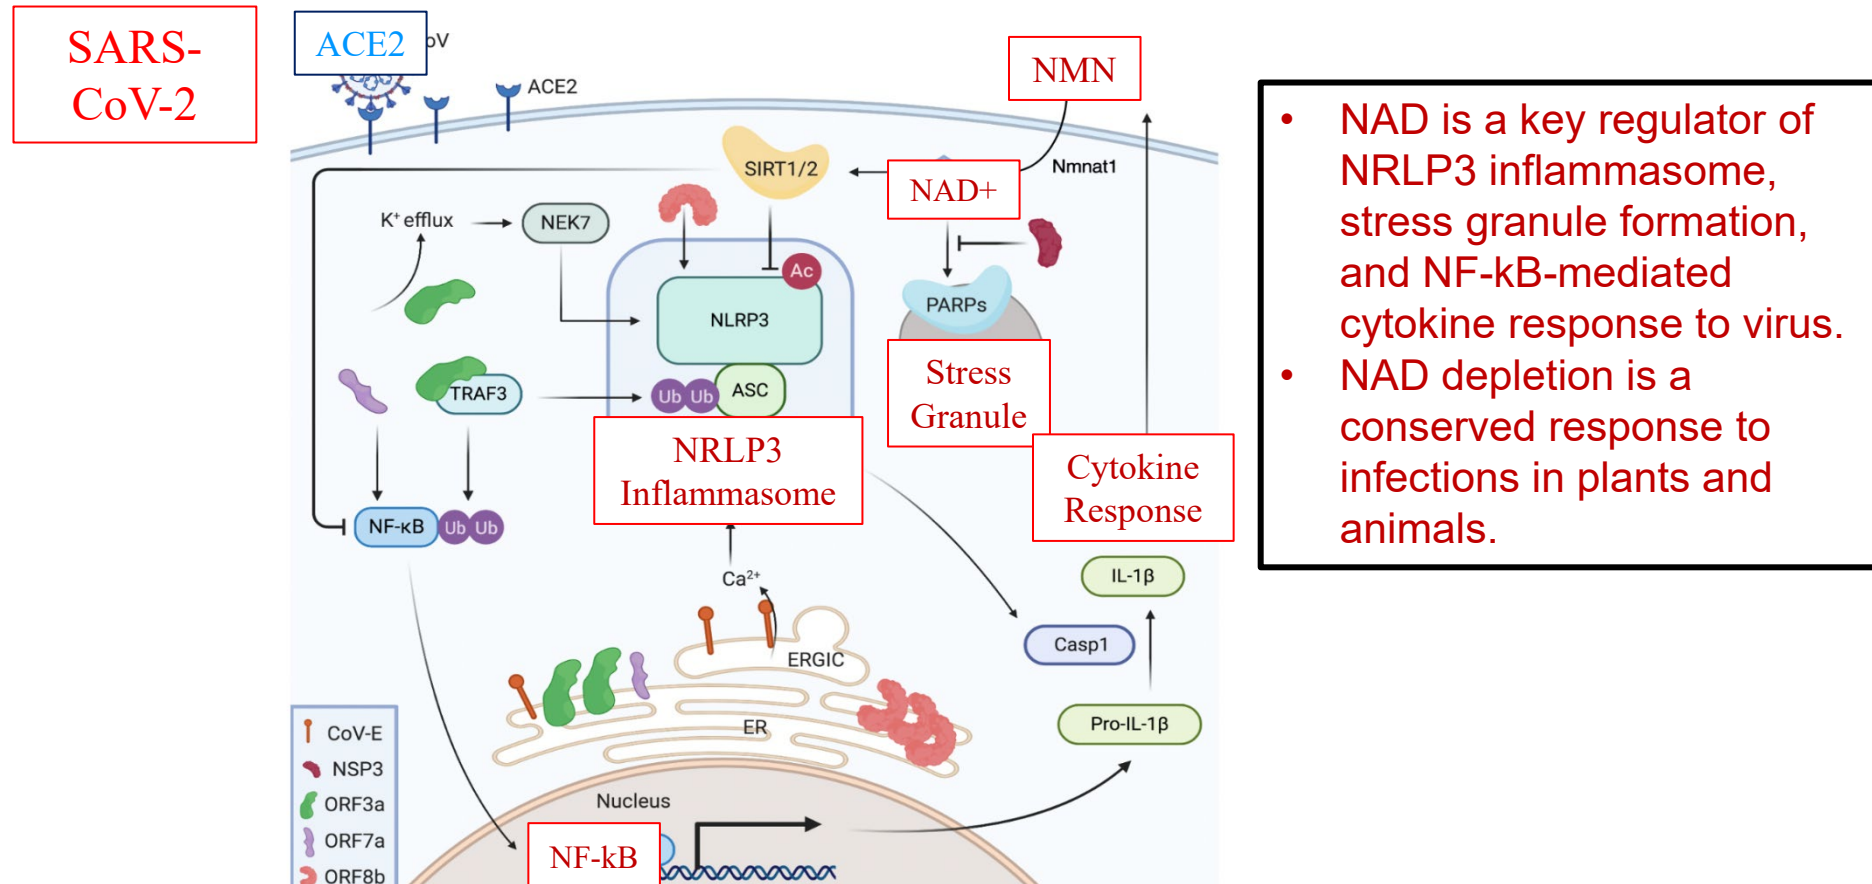 SARS-
CoV-2
ACE2
oV
ACE2
NMN
Nmnat1
SIRT1/2
NAD+
K+ efflux
NEK7
Ac
NLRP3
PARPs
Stress
Granule
TRAF3
Ub Ub
ASC
NRLP3
Inflammasome
Cytokine
Response
NF-κB
Ub Ub
Ca2+
IL-1β
Casp1
ERGIC
ER
Pro-IL-1β
Nucleus
NF-kB
CoV-E
NSP3
ORF3a
ORF7a
ORF8b
• NAD is a key regulator of
NRLP3 inflammasome,
stress granule formation,
and NF-kB-mediated
cytokine response to virus.
• NAD depletion is a
conserved response to
infections in plants and
animals.